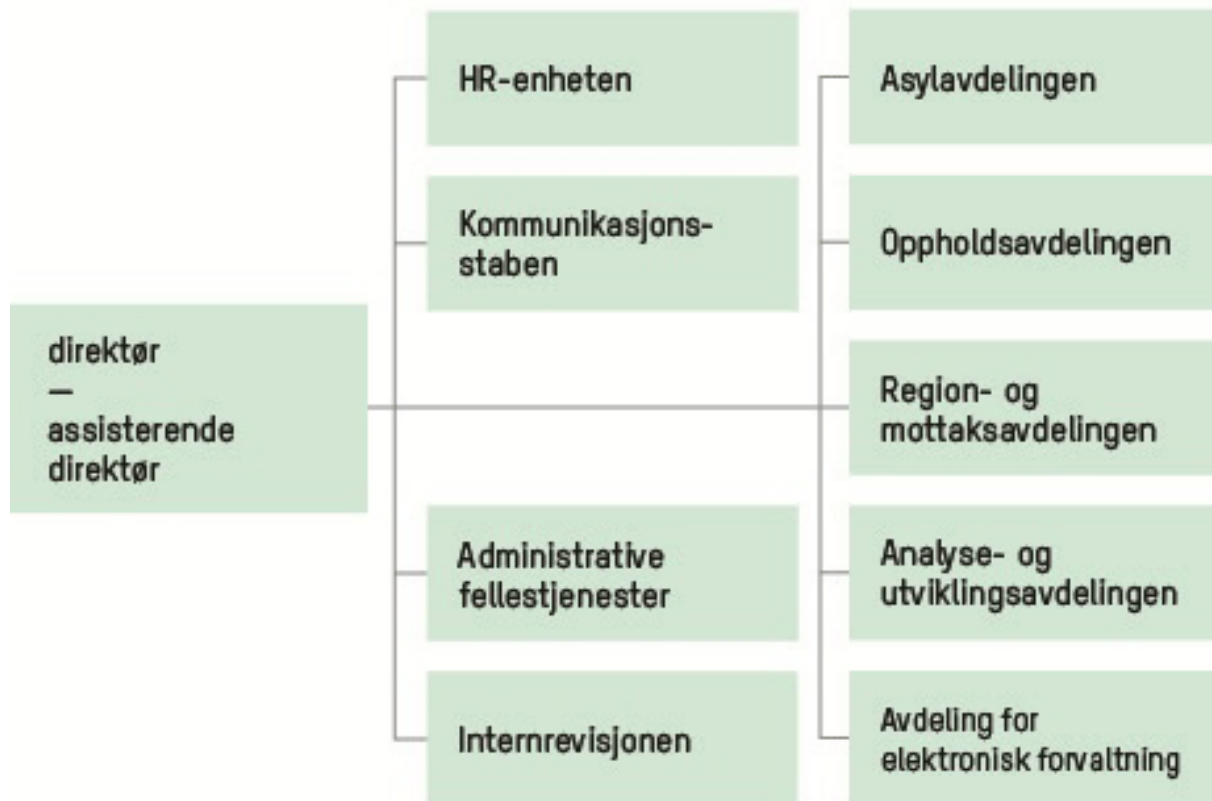 direktør
—
assisterende
direktør
HR-enheten
Kommunikasjons-
staben
Administrative
fellestjenester
Internrevisjonen
Asylavdelingen
Oppholdsavdelingen
Region- og
mottaksavdelingen
Analyse- og
utviklingsavdelingen
Avdeling for
elektronisk forvaltning